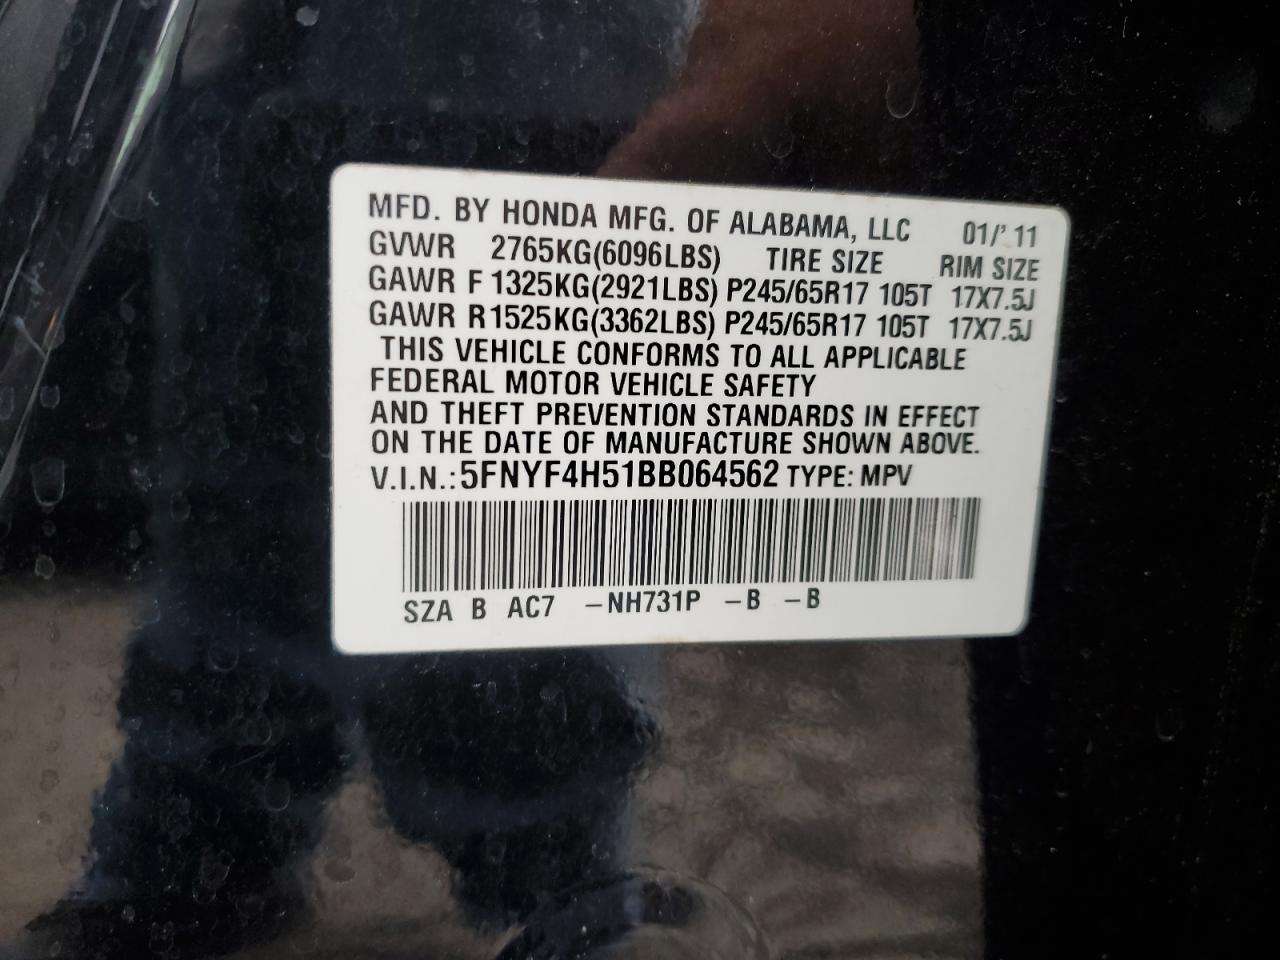 MFD. BY HONDA MFG. OF ALABAMA, LLC 01/'11
GVWR 2765KG(6096LBS) TIRE SIZE RIM SIZE
GAWR F 1325KG(2921LBS) P245/65R17 105T 17X7.5J
GAWR R 1525KG(3362LBS) P245/65R17 105T 17X7.5J
THIS VEHICLE CONFORMS TO ALL APPLICABLE
FEDERAL MOTOR VEHICLE SAFETY
AND THEFT PREVENTION STANDARDS IN EFFECT
ON THE DATE OF MANUFACTURE SHOWN ABOVE.
V.I.N.: 5FNYF4H51BB064562 TYPE: MPV
SZA B AC7 –NH731P –B –B